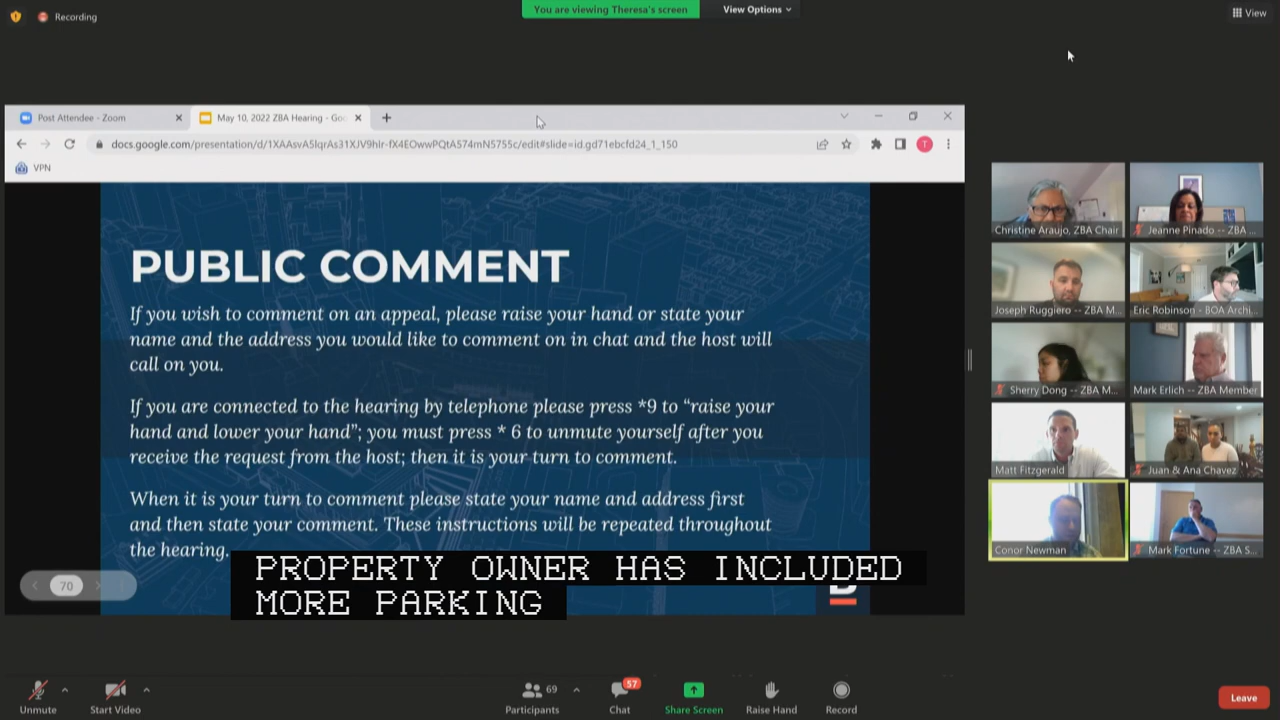 Recording
You are viewing Theresa's screen
View Options
View
Post Attendee - Zoom
May 10, 2022 ZBA Hearing - Goo
docs.google.com/presentation/d/1XAAsvA5lqrAs31XJV9hIr-fX4EOwwPQtA574mN5755c/edit#slide=id.gd71ebcfd24_1_150
T
VPN
PUBLIC COMMENT
If you wish to comment on an appeal, please raise your hand or state your
name and the address you would like to comment on in chat and the host will
call on you.
If you are connected to the hearing by telephone please press *9 to “raise your
hand and lower your hand”; you must press * 6 to unmute yourself after you
receive the request from the host; then it is your turn to comment.
When it is your turn to comment please state your name and address first
and then state your comment. These instructions will be repeated throughout
the hearing.
70
B
PROPERTY OWNER HAS INCLUDED
MORE PARKING
Christine Araujo, ZBA Chair
Jeanne Pinado -- ZBA ...
Joseph Ruggiero -- ZBA M...
Eric Robinson - BOA Archi...
Sherry Dong -- ZBA M...
Mark Erlich -- ZBA Member
Matt Fitzgerald
Juan & Ana Chavez
Conor Newman
Mark Fortune -- ZBA S...
Unmute
Start Video
69
Participants
57
Chat
Share Screen
Raise Hand
Record
Leave